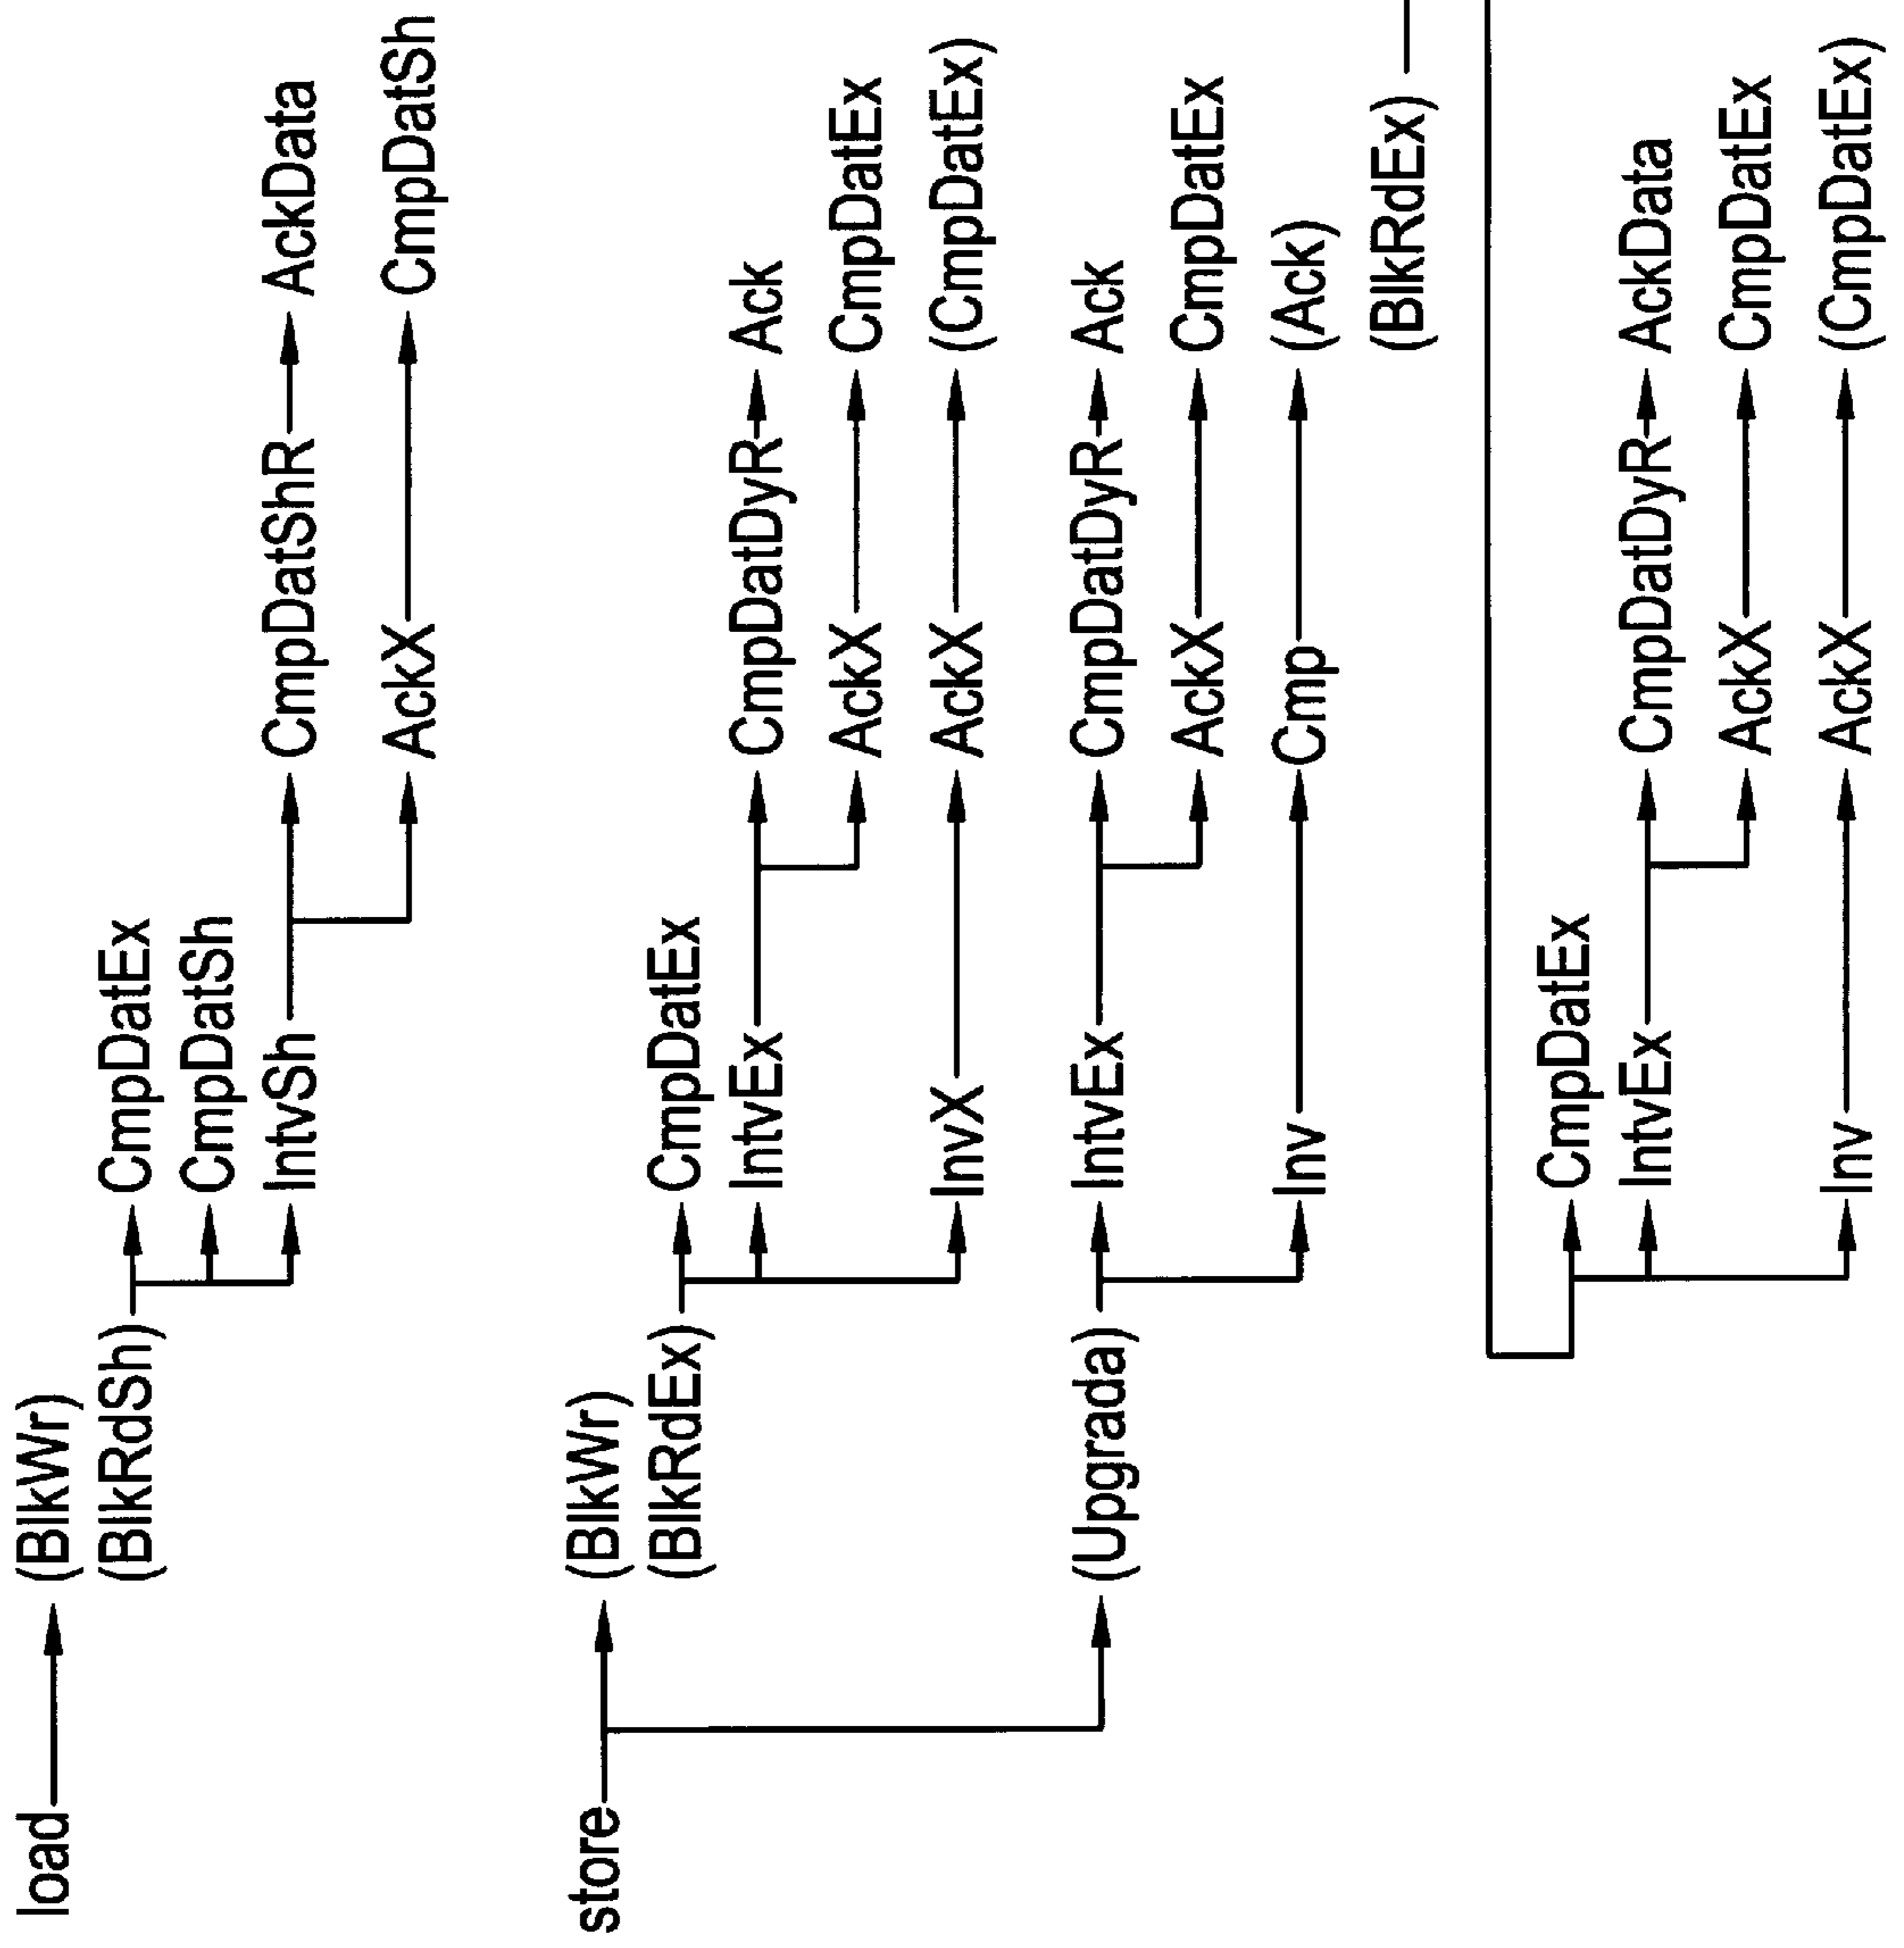 load (BlkWr)
(BlkRdSh) CmpDatEx
CmpDatSh
IntvSh CmpDatShR AckData
AckX CmpDatSh
store (BlkWr)
(BlkRdEx) CmpDatEx
IntvEx CmpDatDyR Ack
AckX CmpDatEx
InvX AckX (CmpDatEx)
(Upgrada) IntvEx CmpDatDyR Ack
AckX CmpDatEx
Inv Cmp (Ack)
(BlkRdEx)
CmpDatEx
IntvEx CmpDatDyR AckData
AckX CmpDatEx
Inv AckX (CmpDatEx)